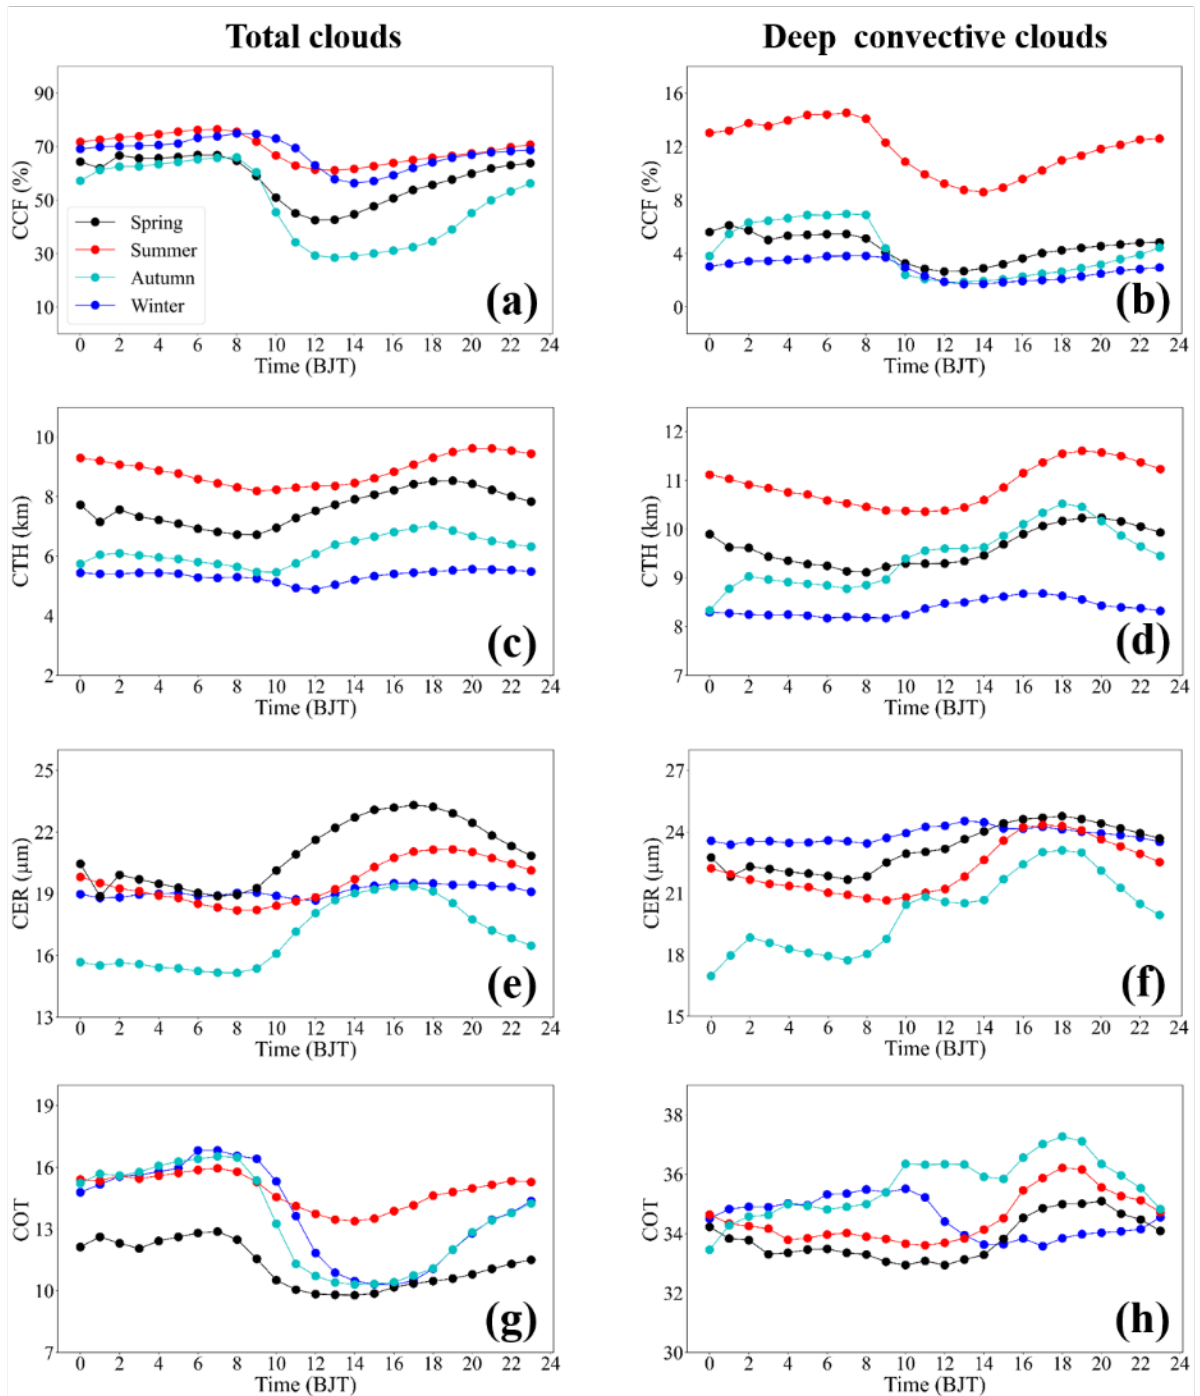 Total clouds
Deep convective clouds
90
70
50
30
10
CCF (%)
Spring
Summer
Autumn
Winter
(a)
0 2 4 6 8 10 12 14 16 18 20 22 24
Time (BJT)
16
12
8
4
0
CCF (%)
(b)
0 2 4 6 8 10 12 14 16 18 20 22 24
Time (BJT)
10
8
6
4
2
CTH (km)
(c)
0 2 4 6 8 10 12 14 16 18 20 22 24
Time (BJT)
12
11
10
9
8
7
CTH (km)
(d)
0 2 4 6 8 10 12 14 16 18 20 22 24
Time (BJT)
25
22
19
16
13
CER (μm)
(e)
0 2 4 6 8 10 12 14 16 18 20 22 24
Time (BJT)
27
24
21
18
15
CER (μm)
(f)
0 2 4 6 8 10 12 14 16 18 20 22 24
Time (BJT)
19
16
13
10
7
COT
(g)
0 2 4 6 8 10 12 14 16 18 20 22 24
Time (BJT)
38
36
34
32
30
COT
(h)
0 2 4 6 8 10 12 14 16 18 20 22 24
Time (BJT)